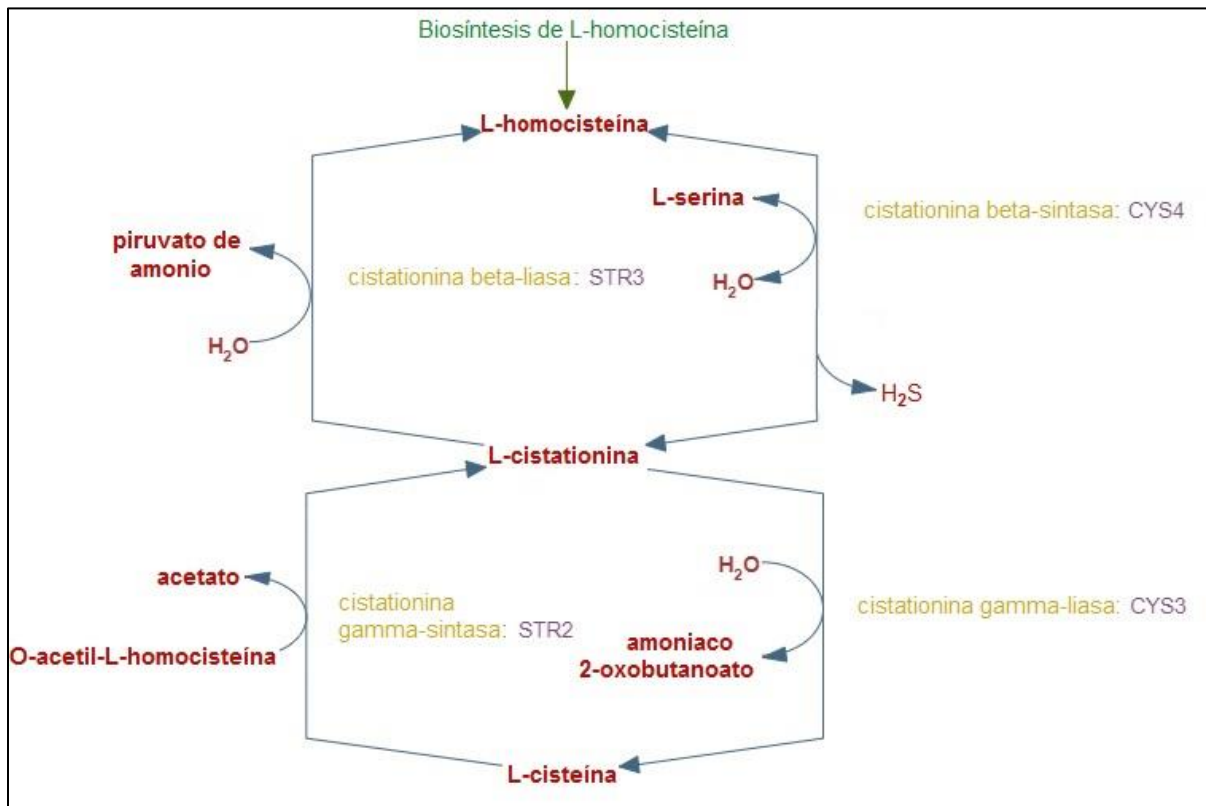 Biosíntesis de L-homocisteína
L-homocisteína
L-serina
cistationina beta-sintasa: CYS4
piruvato de
amonio
cistationina beta-liasa: STR3
H₂O
H₂O
H₂S
L-cistationina
H₂O
acetato
cistationina
gamma-sintasa: STR2
cistationina gamma-liasa: CYS3
O-acetil-L-homocisteína
amoniaco
2-oxobutanoato
L-cisteína